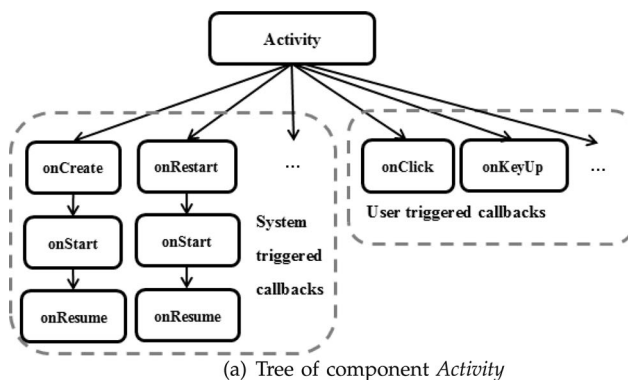 Activity
onCreate
onRestart
...
onClick
onKeyUp
...
User triggered callbacks
onStart
onStart
System
triggered
callbacks
onResume
onResume
(a) Tree of component Activity